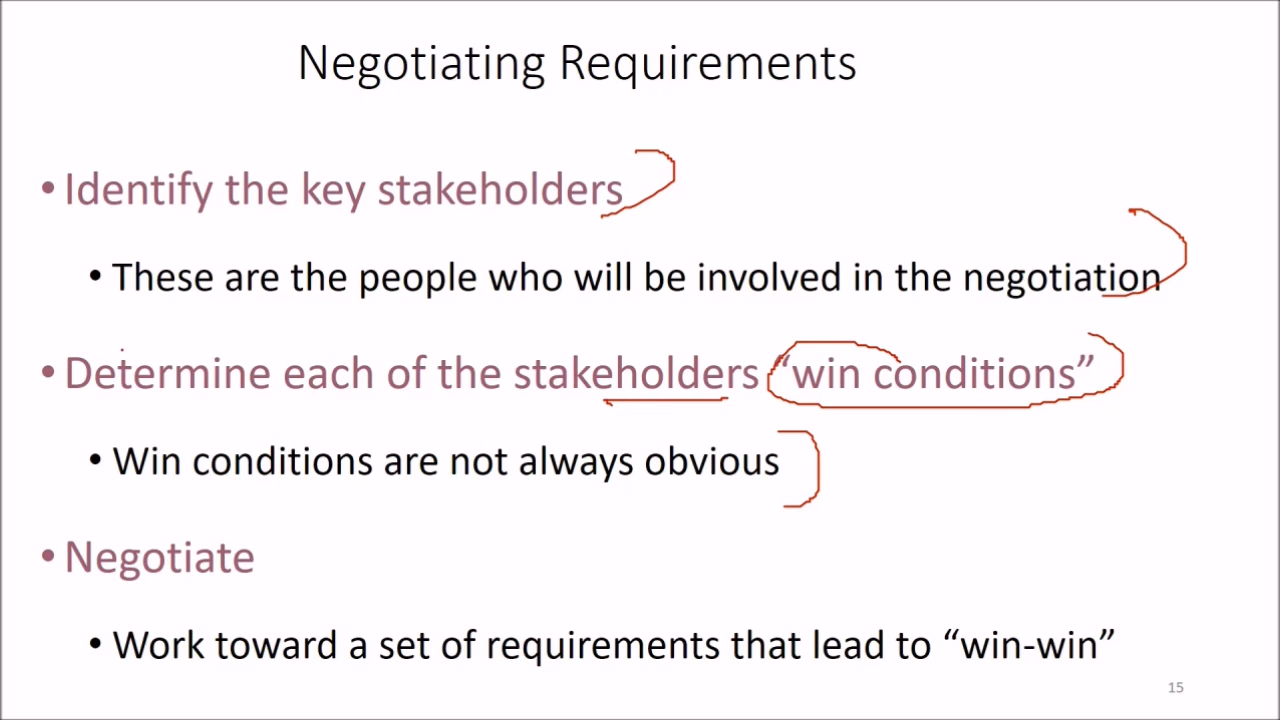 Negotiating Requirements
• Identify the key stakeholders
• These are the people who will be involved in the negotiation
• Determine each of the stakeholders “win conditions”
• Win conditions are not always obvious
• Negotiate
• Work toward a set of requirements that lead to “win-win”
15